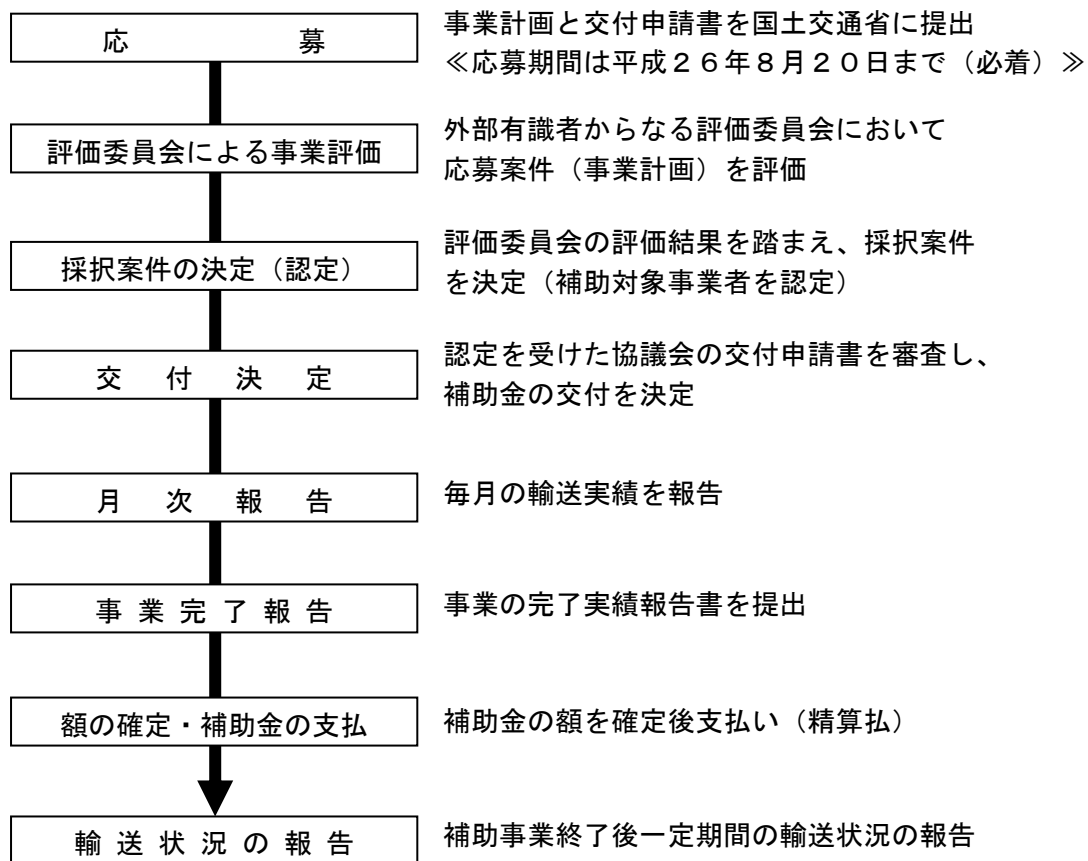 応　　　　　　　募
事業計画と交付申請書を国土交通省に提出
≪応募期間は平成２６年８月２０日まで（必着）≫
評価委員会による事業評価
外部有識者からなる評価委員会において
応募案件（事業計画）を評価
採択案件の決定（認定）
評価委員会の評価結果を踏まえ、採択案件
を決定（補助対象事業者を認定）
交　付　決　定
認定を受けた協議会の交付申請書を審査し、
補助金の交付を決定
月　次　報　告
毎月の輸送実績を報告
事 業 完 了 報 告
事業の完了実績報告書を提出
額の確定・補助金の支払
補助金の額を確定後支払い（精算払）
輸 送 状 況 の 報 告
補助事業終了後一定期間の輸送状況の報告